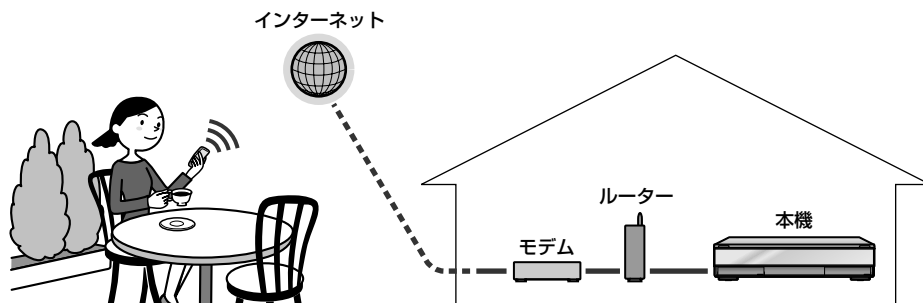 インターネット
ルーター
本機
モデム